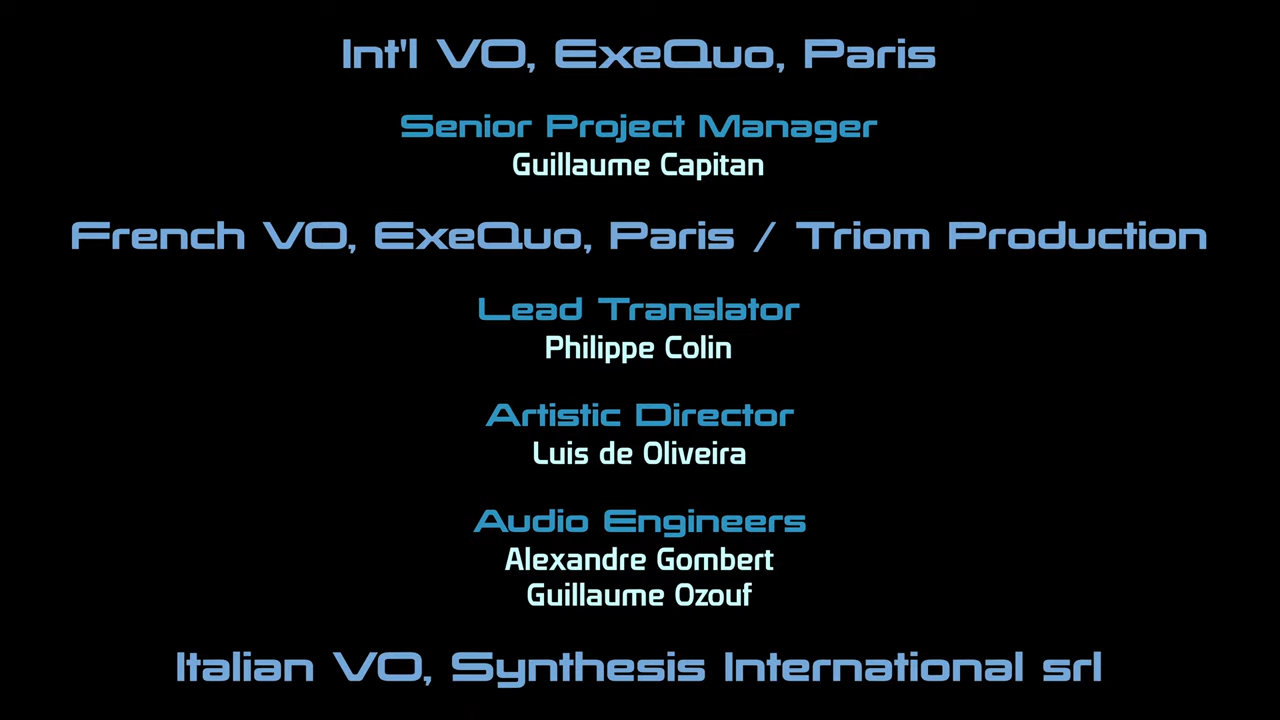 Int'l VO, ExeQuo, Paris
Senior Project Manager
Guillaume Capitan
French VO, ExeQuo, Paris / Triom Production
Lead Translator
Philippe Colin
Artistic Director
Luis de Oliveira
Audio Engineers
Alexandre Gombert
Guillaume Ozouf
Italian VO, Synthesis International srl